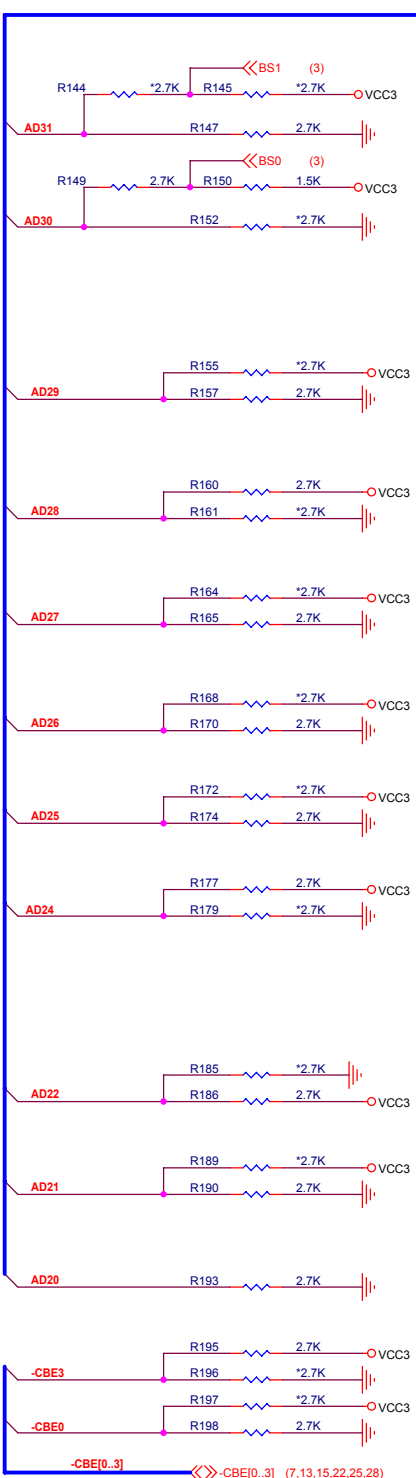 BS1 (3)
R144 *2.7K R145 *2.7K VCC3
AD31 R147 2.7K
BS0 (3)
R149 2.7K R150 1.5K VCC3
AD30 R152 *2.7K
R155 *2.7K VCC3
AD29 R157 2.7K
R160 2.7K VCC3
AD28 R161 *2.7K
R164 *2.7K VCC3
AD27 R165 2.7K
R168 *2.7K VCC3
AD26 R170 2.7K
R172 *2.7K VCC3
AD25 R174 2.7K
R177 2.7K VCC3
AD24 R179 *2.7K
R185 *2.7K
AD22 R186 2.7K VCC3
R189 *2.7K VCC3
AD21 R190 2.7K
AD20 R193 2.7K
R195 2.7K VCC3
-CBE3 R196 *2.7K
R197 *2.7K VCC3
-CBE0 R198 2.7K
-CBE[0..3] -CBE[0..3] (7,13,15,22,25,28)